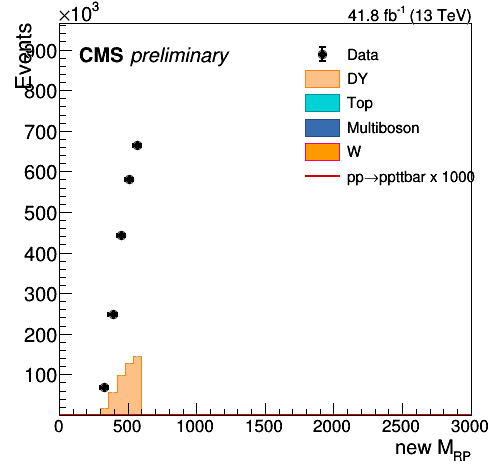 ×10³
41.8 fb⁻¹ (13 TeV)
Events
CMS preliminary
Data
DY
Top
Multiboson
W
pp→ppttbar x 1000
900
800
700
600
500
400
300
200
100
0 500 1000 1500 2000 2500 3000
new M_RP